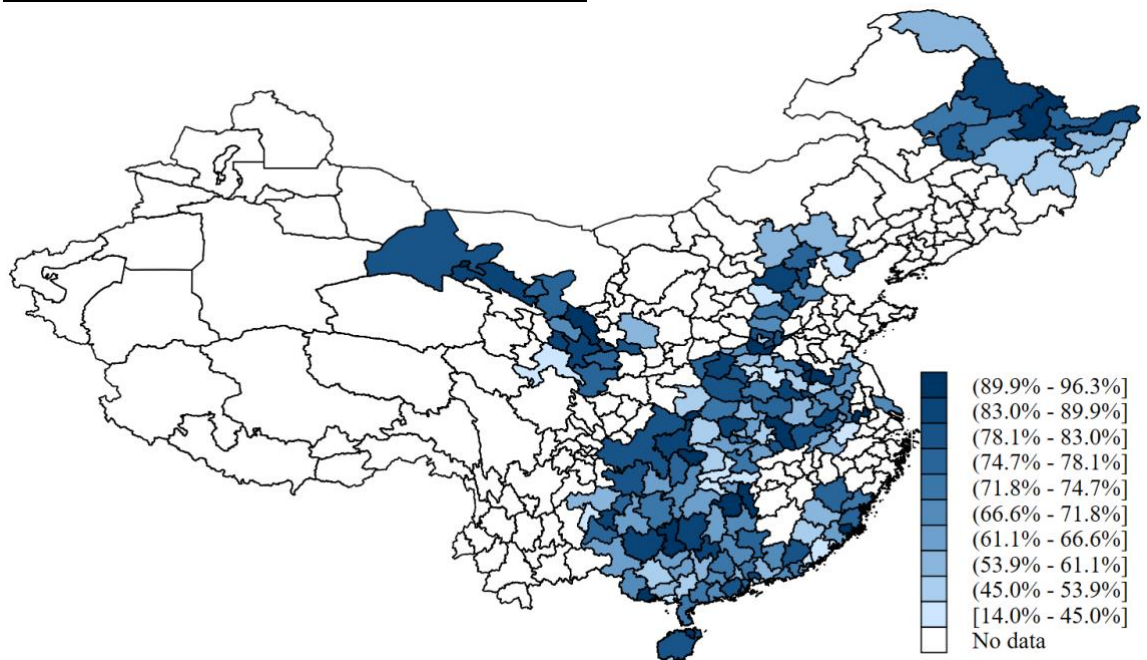 (89.9% - 96.3%]
(83.0% - 89.9%]
(78.1% - 83.0%]
(74.7% - 78.1%]
(71.8% - 74.7%]
(66.6% - 71.8%]
(61.1% - 66.6%]
(53.9% - 61.1%]
(45.0% - 53.9%]
[14.0% - 45.0%]
No data